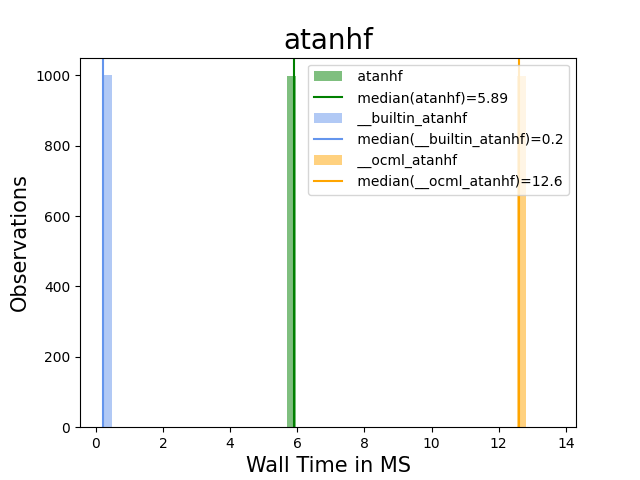 atanhf
1000
800
600
400
200
0
Observations
atanhf
median(atanhf)=5.89
__builtin_atanhf
median(__builtin_atanhf)=0.2
__ocml_atanhf
median(__ocml_atanhf)=12.6
0 2 4 6 8 10 12 14
Wall Time in MS